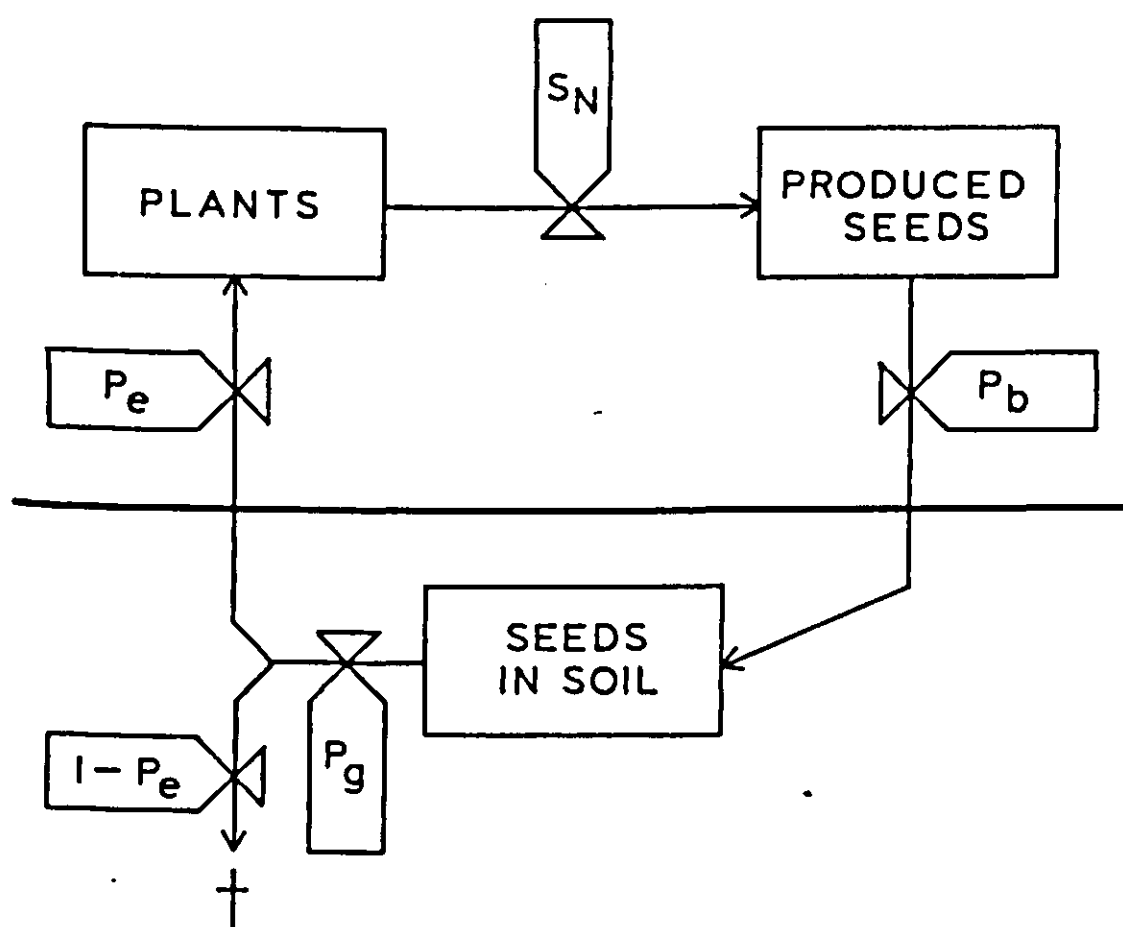 S_N
PLANTS
PRODUCED
SEEDS
P_e
P_b
SEEDS
IN SOIL
1 - P_e
P_g
†